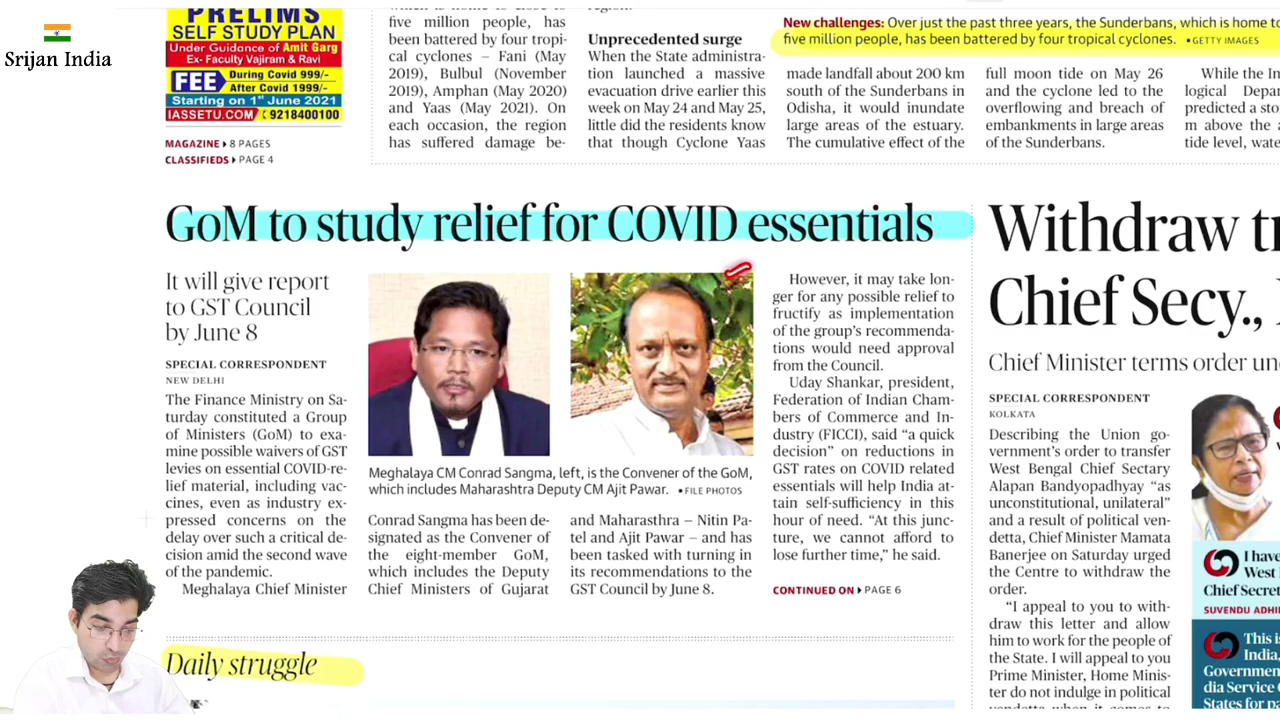 Srijan India
PRELIMS
SELF STUDY PLAN
Under Guidance of Amit Garg
Ex- Faculty Vajiram & Ravi
FEE
During Covid 999/-
After Covid 1999/-
Starting on 1st June 2021
IASSETU.COM 9218400100
MAGAZINE 8 PAGES
CLASSIFIEDS PAGE 4
five million people, has
been battered by four tropi-
cal cyclones – Fani (May
2019), Bulbul (November
2019), Amphan (May 2020)
and Yaas (May 2021). On
each occasion, the region
has suffered damage be-
region.
Unprecedented surge
When the State administra-
tion launched a massive
evacuation drive earlier this
week on May 24 and May 25,
little did the residents know
that though Cyclone Yaas
New challenges: Over just the past three years, the Sunderbans, which is home to
five million people, has been battered by four tropical cyclones. • GETTY IMAGES
made landfall about 200 km
south of the Sunderbans in
Odisha, it would inundate
large areas of the estuary.
The cumulative effect of the
full moon tide on May 26
and the cyclone led to the
overflowing and breach of
embankments in large areas
of the Sunderbans.
While the In
logical Depar
predicted a sto
m above the a
tide level, wate
GoM to study relief for COVID essentials
It will give report
to GST Council
by June 8
SPECIAL CORRESPONDENT
NEW DELHI
The Finance Ministry on Sa-
turday constituted a Group
of Ministers (GoM) to exa-
mine possible waivers of GST
levies on essential COVID-re-
lief material, including vac-
cines, even as industry ex-
pressed concerns on the
delay over such a critical de-
cision amid the second wave
of the pandemic.
Meghalaya Chief Minister
Meghalaya CM Conrad Sangma, left, is the Convener of the GoM,
which includes Maharashtra Deputy CM Ajit Pawar. • FILE PHOTOS
Conrad Sangma has been de-
signated as the Convener of
the eight-member GoM,
which includes the Deputy
Chief Ministers of Gujarat
and Maharasthra – Nitin Pa-
tel and Ajit Pawar – and has
been tasked with turning in
its recommendations to the
GST Council by June 8.
However, it may take lon-
ger for any possible relief to
fructify as implementation
of the group's recommenda-
tions would need approval
from the Council.
Uday Shankar, president,
Federation of Indian Cham-
bers of Commerce and In-
dustry (FICCI), said “a quick
decision” on reductions in
GST rates on COVID related
essentials will help India at-
tain self-sufficiency in this
hour of need. “At this junc-
ture, we cannot afford to
lose further time,” he said.
CONTINUED ON PAGE 6
Daily struggle
Withdraw tr
Chief Secy.,
Chief Minister terms order un
SPECIAL CORRESPONDENT
KOLKATA
Describing the Union go-
vernment's order to transfer
West Bengal Chief Sectary
Alapan Bandyopadhyay “as
unconstitutional, unilateral”
and a result of political ven-
detta, Chief Minister Mamata
Banerjee on Saturday urged
the Centre to withdraw the
order.
“I appeal to you to with-
draw this letter and allow
him to work for the people of
the State. I will appeal to you
Prime Minister, Home Minis-
ter do not indulge in political
I have
West
Chief Secret
SUVENDU ADHI
This is
India,
Governmen
dia Service
States for pa